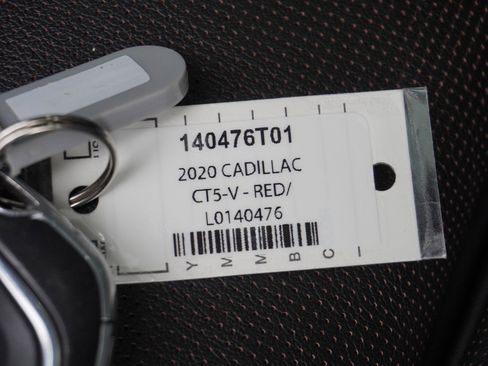 140476T01
2020 CADILLAC
CT5-V - RED/
L0140476
Y M M B C